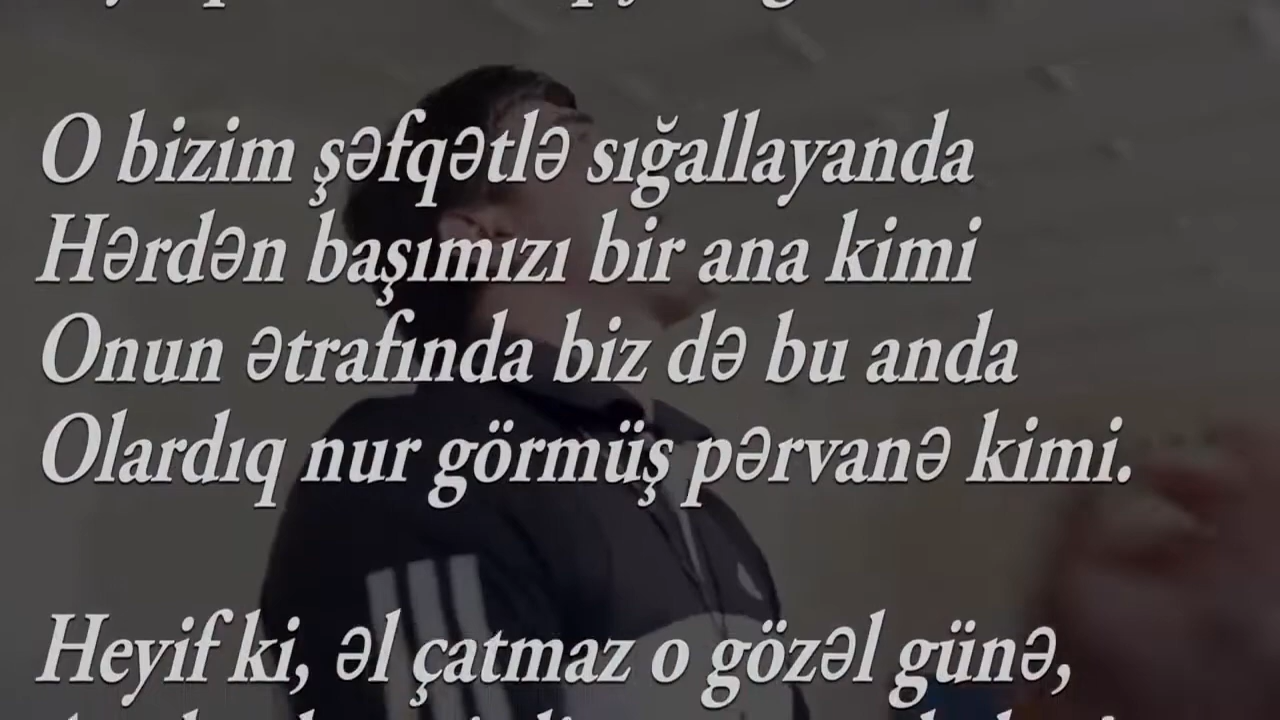 O bizim şəfqətlə sığallayanda
Hərdən başımızı bir ana kimi
Onun ətrafında biz də bu anda
Olardıq nur görmüş pərvanə kimi.
Heyif ki, əl çatmaz o gözəl günə,